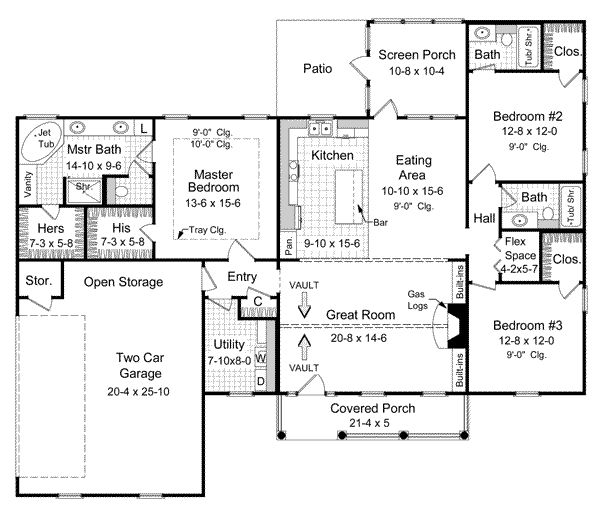 Patio
Screen Porch
10-8 x 10-4
Bath
Tub/ Shr.
Clos.
Bedroom #2
12-8 x 12-0
9'-0" Clg.
Jet
Tub
L
Mstr Bath
14-10 x 9-6
Vanity
Shr.
9'-0" Clg.
10'-0" Clg.
Master
Bedroom
13-6 x 15-6
Tray Clg.
Kitchen
Bar
Pan.
9-10 x 15-6
Eating
Area
10-10 x 15-6
9'-0" Clg.
Hall
Bath
Tub/ Shr.
Hers
7-3 x 5-8
His
7-3 x 5-8
Flex
Space
4-2x5-7
Clos.
Stor.
Open Storage
Entry
C
VAULT
Great Room
20-8 x 14-6
VAULT
Gas
Logs
Built-ins
Built-ins
Bedroom #3
12-8 x 12-0
9'-0" Clg.
Utility
7-10x8-0
W
D
Two Car
Garage
20-4 x 25-10
Covered Porch
21-4 x 5